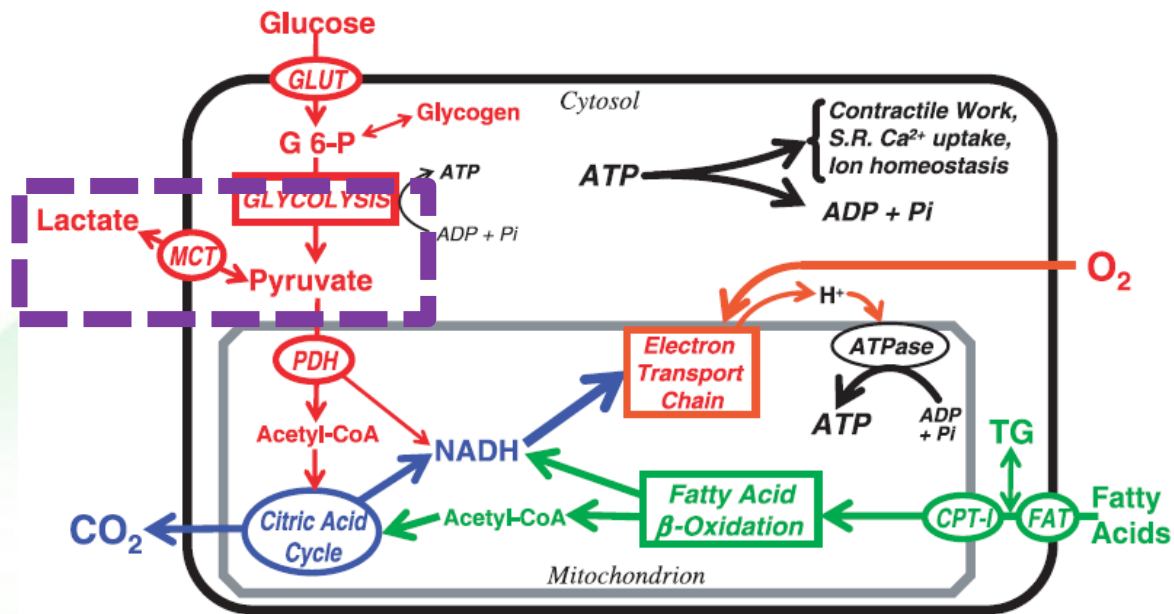 Glucose
GLUT
Cytosol
G 6-P
Glycogen
ATP
Contractile Work,
S.R. Ca²⁺ uptake,
Ion homeostasis
ATP
ADP + Pi
GLYCOLYSIS
ADP + Pi
Lactate
MCT
Pyruvate
O₂
H⁺
PDH
Electron
Transport
Chain
ATPase
ATP
ADP
+ Pi
Acetyl-CoA
NADH
TG
CO₂
Citric Acid
Cycle
Acetyl-CoA
Fatty Acid
β-Oxidation
CPT-I
FAT
Fatty
Acids
Mitochondrion